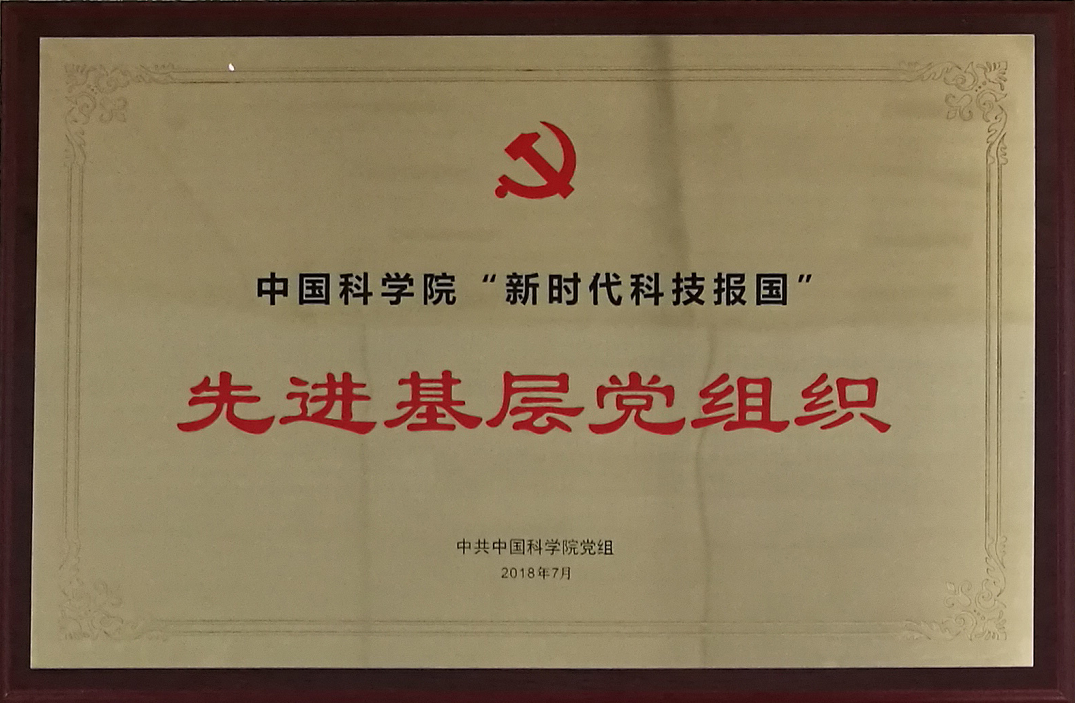 中国科学院“新时代科技报国”
先进基层党组织
中共中国科学院党组
2018年7月